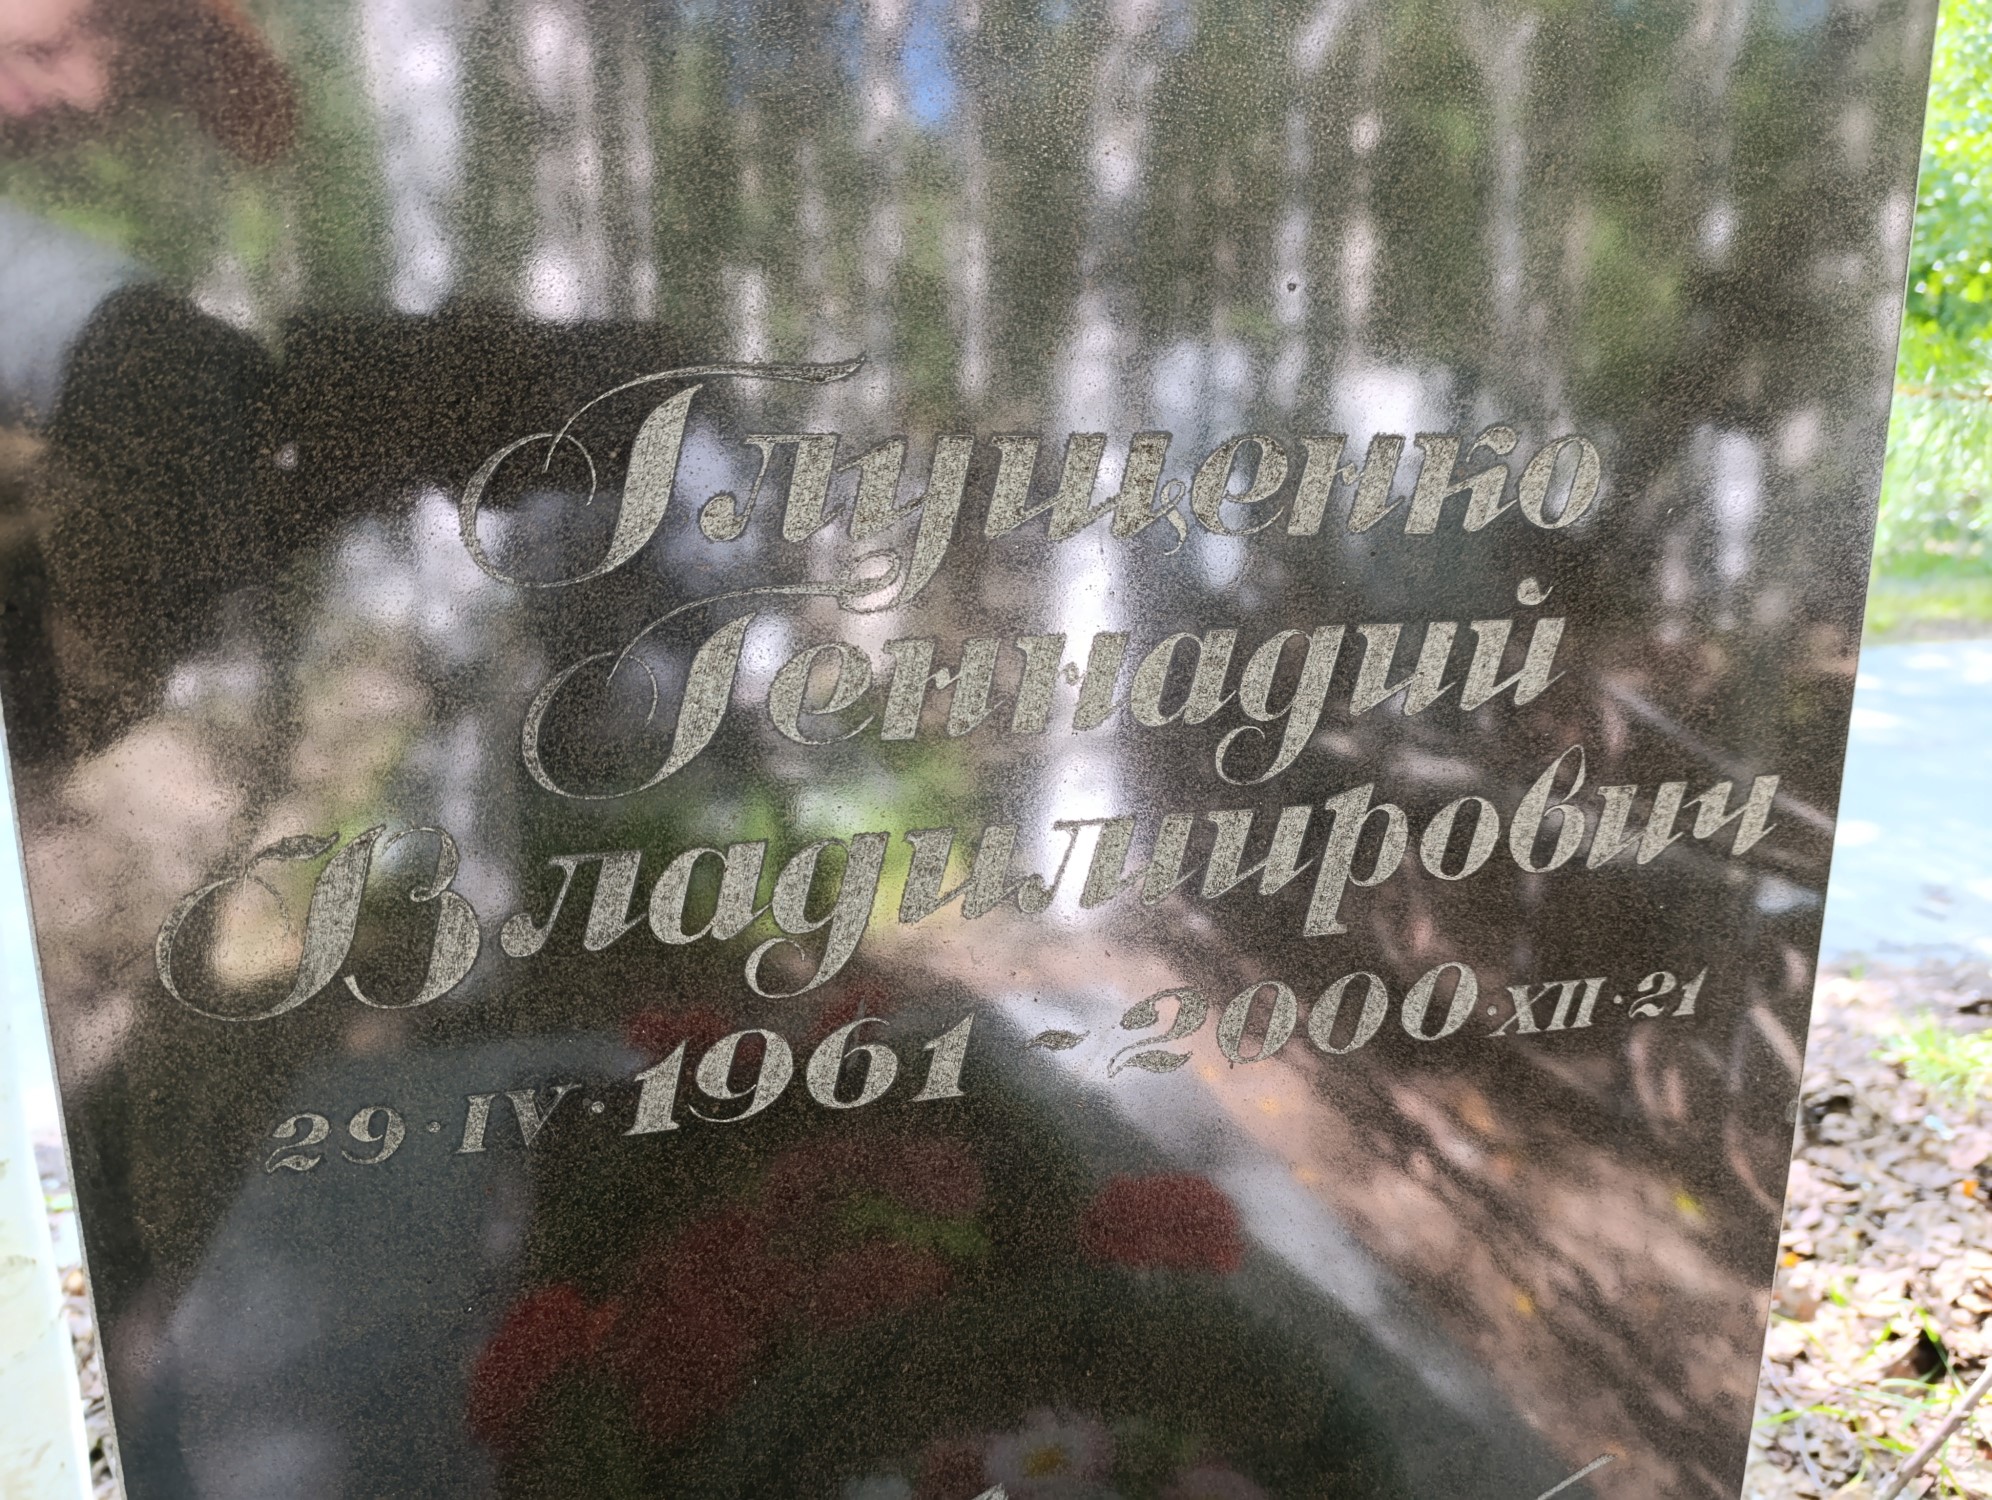 Глущенко
Геннадий
Владимирович
29·IV·1961-2000·XII·21